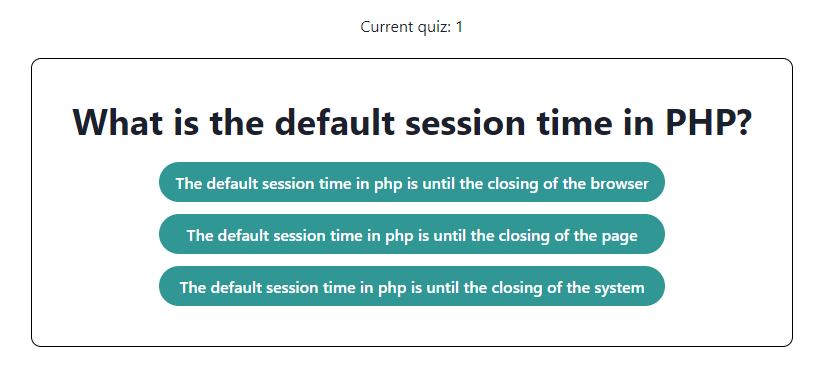 Current quiz: 1
What is the default session time in PHP?
The default session time in php is until the closing of the browser
The default session time in php is until the closing of the page
The default session time in php is until the closing of the system